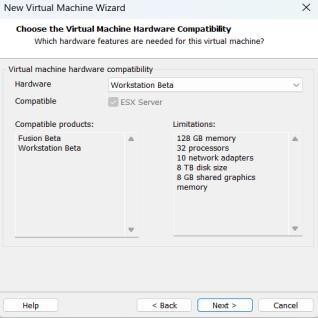 New Virtual Machine Wizard
Choose the Virtual Machine Hardware Compatibility
Which hardware features are needed for this virtual machine?
Virtual machine hardware compatibility
Hardware
Workstation Beta
Compatible
ESX Server
Compatible products:
Fusion Beta
Workstation Beta
Limitations:
128 GB memory
32 processors
10 network adapters
8 TB disk size
8 GB shared graphics
memory
Help
< Back
Next >
Cancel